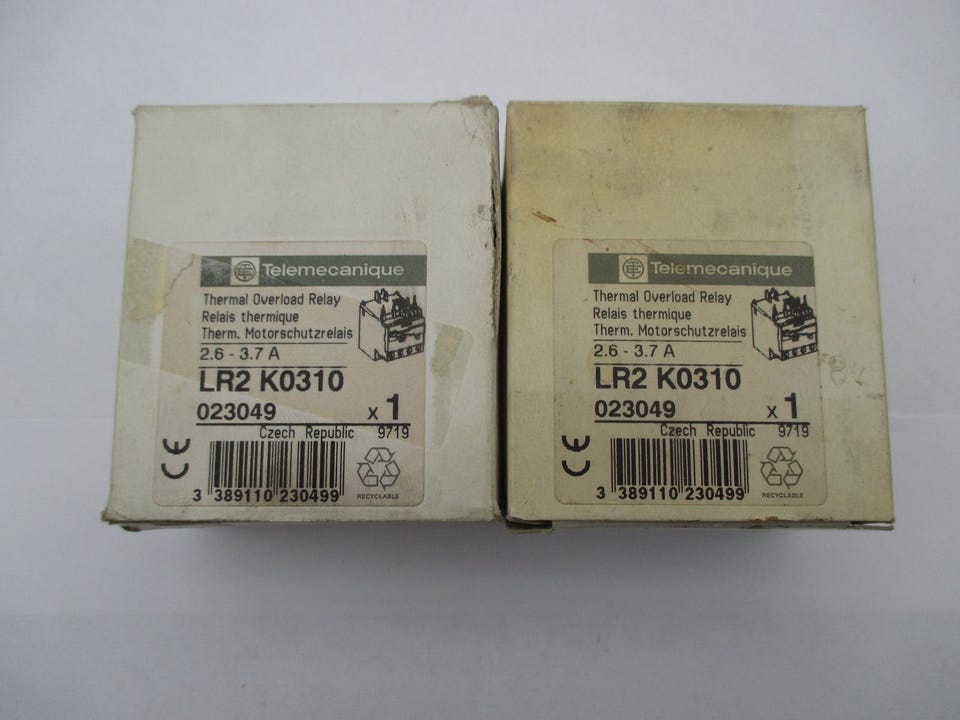 Telemecanique
Thermal Overload Relay
Relais thermique
Therm. Motorschutzrelais
2.6 - 3.7 A
LR2 K0310
023049 x 1
Czech Republic 9719
CE
3 389110 230499
RECYCLABLE
Telemecanique
Thermal Overload Relay
Relais thermique
Therm. Motorschutzrelais
2.6 - 3.7 A
LR2 K0310
023049 x 1
Czech Republic 9719
CE
3 389110 230499
RECYCLABLE